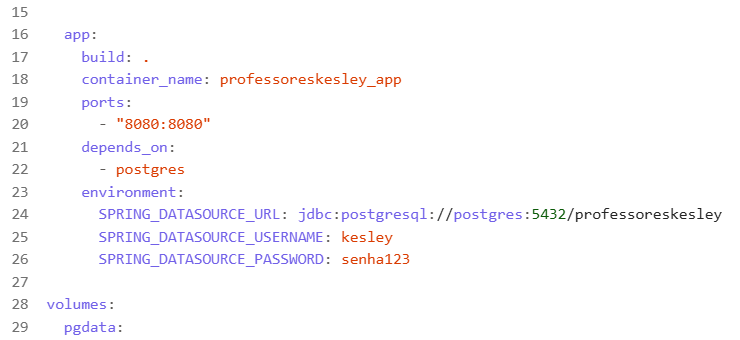 15
16 app:
17 build: .
18 container_name: professoreskesley_app
19 ports:
20 - "8080:8080"
21 depends_on:
22 - postgres
23 environment:
24 SPRING_DATASOURCE_URL: jdbc:postgresql://postgres:5432/professoreskesley
25 SPRING_DATASOURCE_USERNAME: kesley
26 SPRING_DATASOURCE_PASSWORD: senha123
27
28 volumes:
29 pgdata: